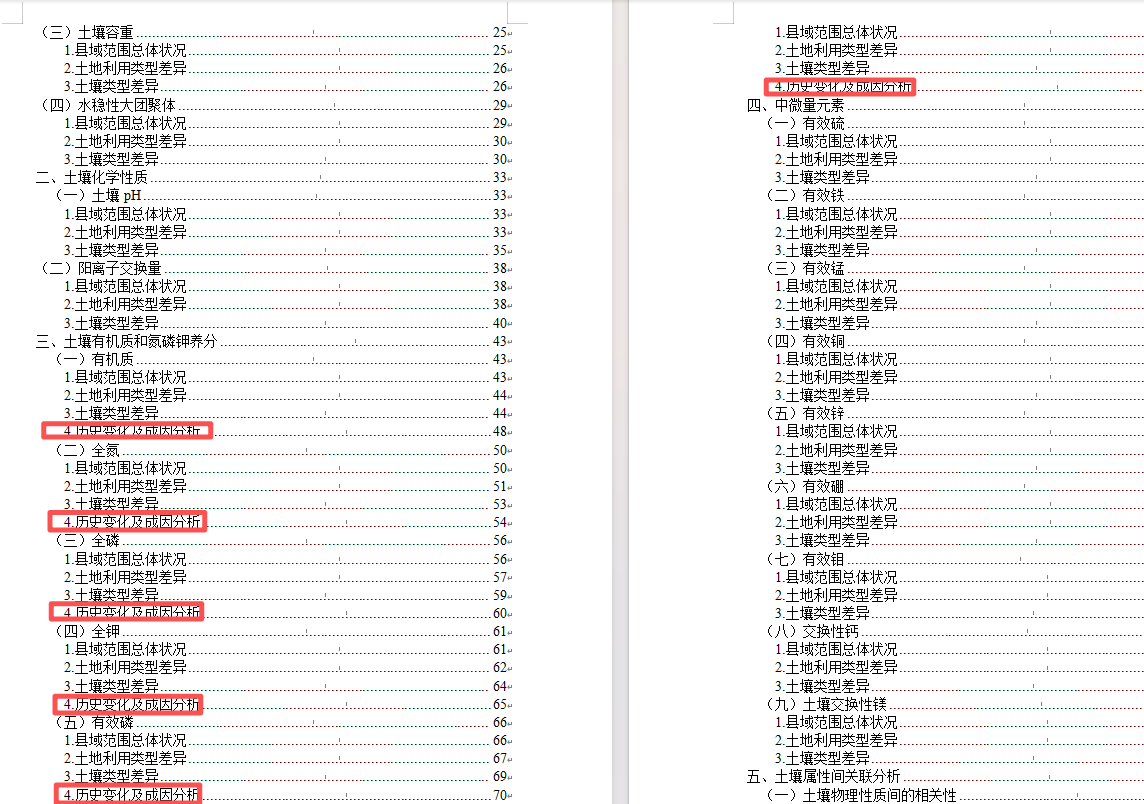 （三）土壤容重 25
1.县域范围总体状况 25
2.土地利用类型差异 26
3.土壤类型差异 26
（四）水稳性大团聚体 29
1.县域范围总体状况 29
2.土地利用类型差异 30
3.土壤类型差异 30
二、土壤化学性质 33
（一）土壤 pH 33
1.县域范围总体状况 33
2.土地利用类型差异 33
3.土壤类型差异 35
（二）阳离子交换量 38
1.县域范围总体状况 38
2.土地利用类型差异 38
3.土壤类型差异 40
三、土壤有机质和氮磷钾养分 43
（一）有机质 43
1.县域范围总体状况 43
2.土地利用类型差异 44
3.土壤类型差异 44
4.历史变化及成因分析 48
（二）全氮 50
1.县域范围总体状况 50
2.土地利用类型差异 51
3.土壤类型差异 53
4.历史变化及成因分析 54
（三）全磷 56
1.县域范围总体状况 56
2.土地利用类型差异 57
3.土壤类型差异 59
4.历史变化及成因分析 60
（四）全钾 61
1.县域范围总体状况 61
2.土地利用类型差异 62
3.土壤类型差异 64
4.历史变化及成因分析 65
（五）有效磷 66
1.县域范围总体状况 66
2.土地利用类型差异 67
3.土壤类型差异 69
4.历史变化及成因分析 70
1.县域范围总体状况
2.土地利用类型差异
3.土壤类型差异
4.历史变化及成因分析
四、中微量元素
（一）有效硫
1.县域范围总体状况
2.土地利用类型差异
3.土壤类型差异
（二）有效铁
1.县域范围总体状况
2.土地利用类型差异
3.土壤类型差异
（三）有效锰
1.县域范围总体状况
2.土地利用类型差异
3.土壤类型差异
（四）有效铜
1.县域范围总体状况
2.土地利用类型差异
3.土壤类型差异
（五）有效锌
1.县域范围总体状况
2.土地利用类型差异
3.土壤类型差异
（六）有效硼
1.县域范围总体状况
2.土地利用类型差异
3.土壤类型差异
（七）有效钼
1.县域范围总体状况
2.土地利用类型差异
3.土壤类型差异
（八）交换性钙
1.县域范围总体状况
2.土地利用类型差异
3.土壤类型差异
（九）土壤交换性镁
1.县域范围总体状况
2.土地利用类型差异
3.土壤类型差异
五、土壤属性间关联分析
（一）土壤物理性质间的相关性